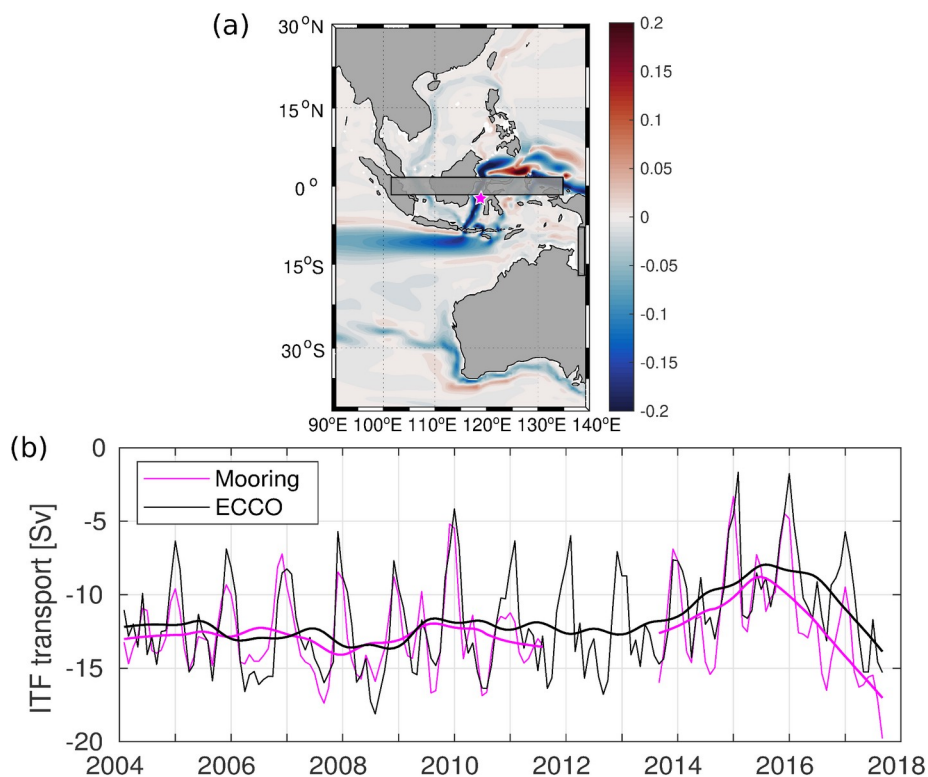 (a)
30°N
15°N
0°
15°S
30°S
90°E 100°E 110°E 120°E 130°E 140°E
0.2
0.15
0.1
0.05
0
-0.05
-0.1
-0.15
-0.2
(b)
ITF transport [Sv]
0
-5
-10
-15
-20
Mooring
ECCO
2004 2006 2008 2010 2012 2014 2016 2018